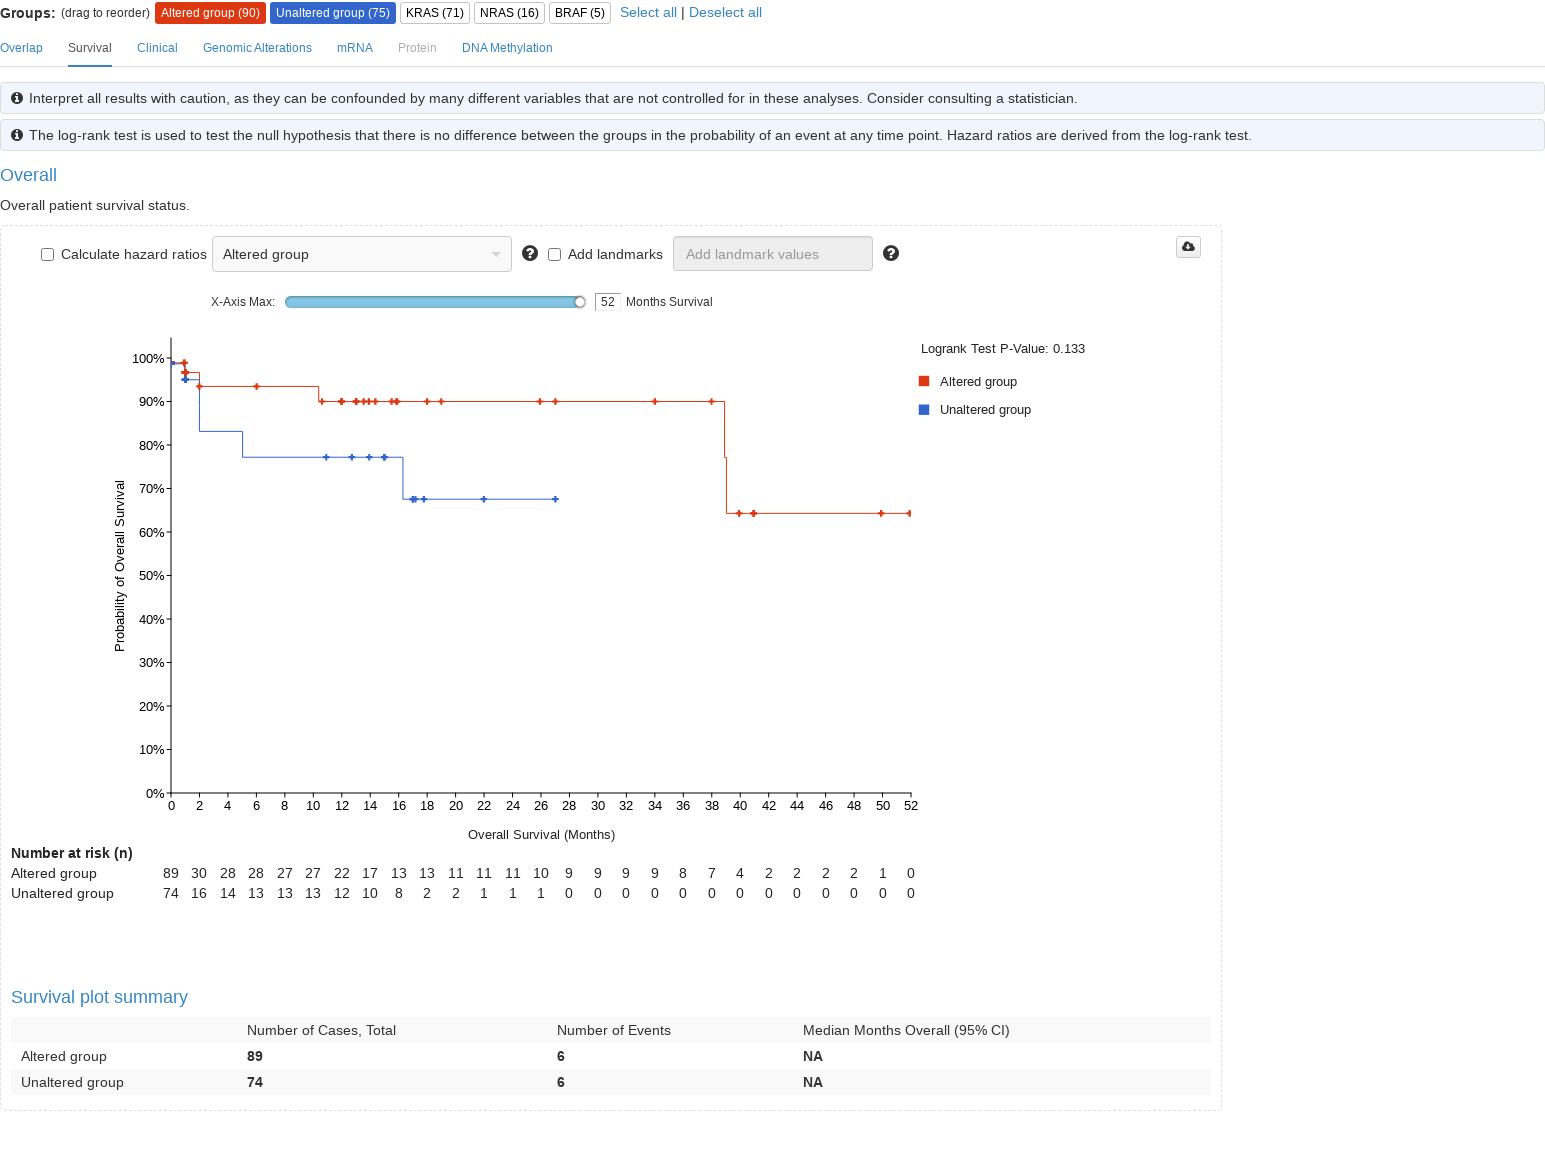 Groups: (drag to reorder) Altered group (90) Unaltered group (75) KRAS (71) NRAS (16) BRAF (5) Select all | Deselect all
Overlap Survival Clinical Genomic Alterations mRNA Protein DNA Methylation
Interpret all results with caution, as they can be confounded by many different variables that are not controlled for in these analyses. Consider consulting a statistician.
The log-rank test is used to test the null hypothesis that there is no difference between the groups in the probability of an event at any time point. Hazard ratios are derived from the log-rank test.
Overall
Overall patient survival status.
Calculate hazard ratios Altered group Add landmarks Add landmark values
X-Axis Max: 52 Months Survival
Logrank Test P-Value: 0.133
Altered group
Unaltered group
Probability of Overall Survival
100%
90%
80%
70%
60%
50%
40%
30%
20%
10%
0%
0 2 4 6 8 10 12 14 16 18 20 22 24 26 28 30 32 34 36 38 40 42 44 46 48 50 52
Overall Survival (Months)
Number at risk (n)
Altered group 89 30 28 28 27 27 22 17 13 13 11 11 11 10 9 9 9 9 8 7 4 2 2 2 2 1 0
Unaltered group 74 16 14 13 13 13 12 10 8 2 2 1 1 1 0 0 0 0 0 0 0 0 0 0 0 0 0
Survival plot summary
Number of Cases, Total Number of Events Median Months Overall (95% CI)
Altered group 89 6 NA
Unaltered group 74 6 NA